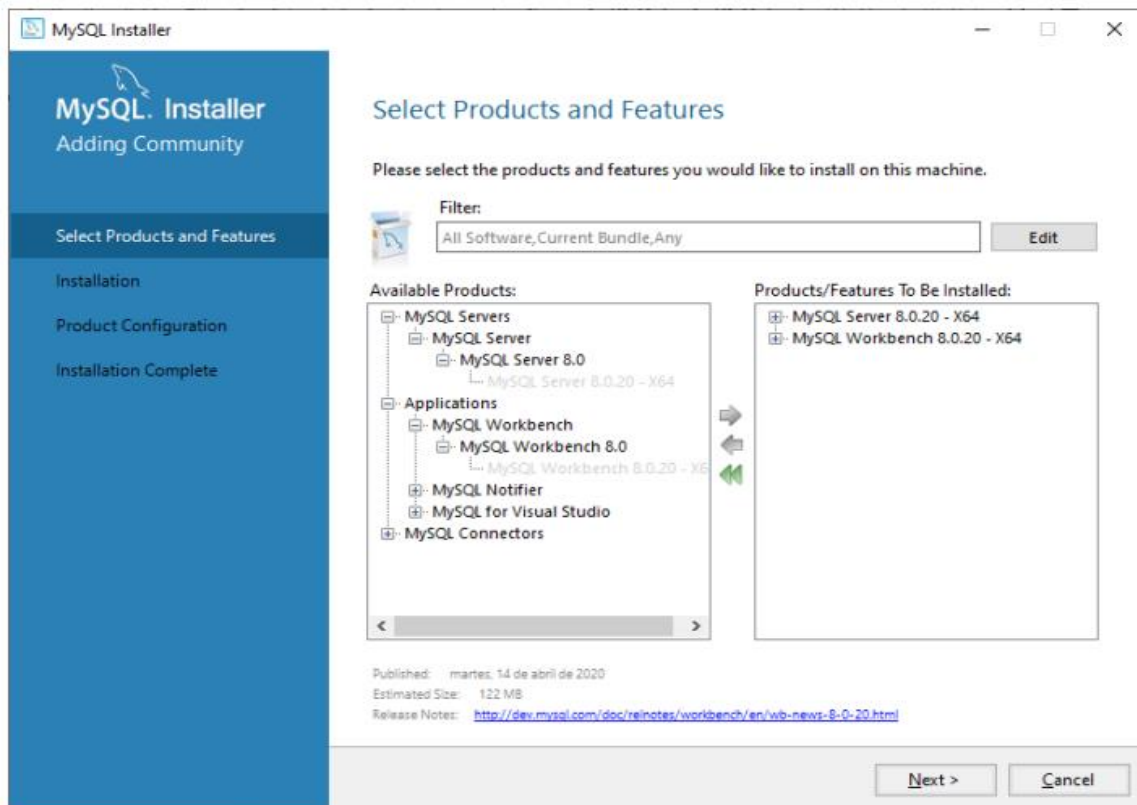 MySQL Installer
MySQL. Installer
Adding Community
Select Products and Features
Installation
Product Configuration
Installation Complete
Select Products and Features
Please select the products and features you would like to install on this machine.
Filter:
All Software,Current Bundle,Any
Edit
Available Products:
MySQL Servers
MySQL Server
MySQL Server 8.0
MySQL Server 8.0.20 - X64
Applications
MySQL Workbench
MySQL Workbench 8.0
MySQL Workbench 8.0.20 - X6
MySQL Notifier
MySQL for Visual Studio
MySQL Connectors
Products/Features To Be Installed:
MySQL Server 8.0.20 - X64
MySQL Workbench 8.0.20 - X64
Published: martes, 14 de abril de 2020
Estimated Size: 122 MB
Release Notes: http://dev.mysql.com/doc/relnotes/workbench/en/wb-news-8-0-20.html
Next >
Cancel